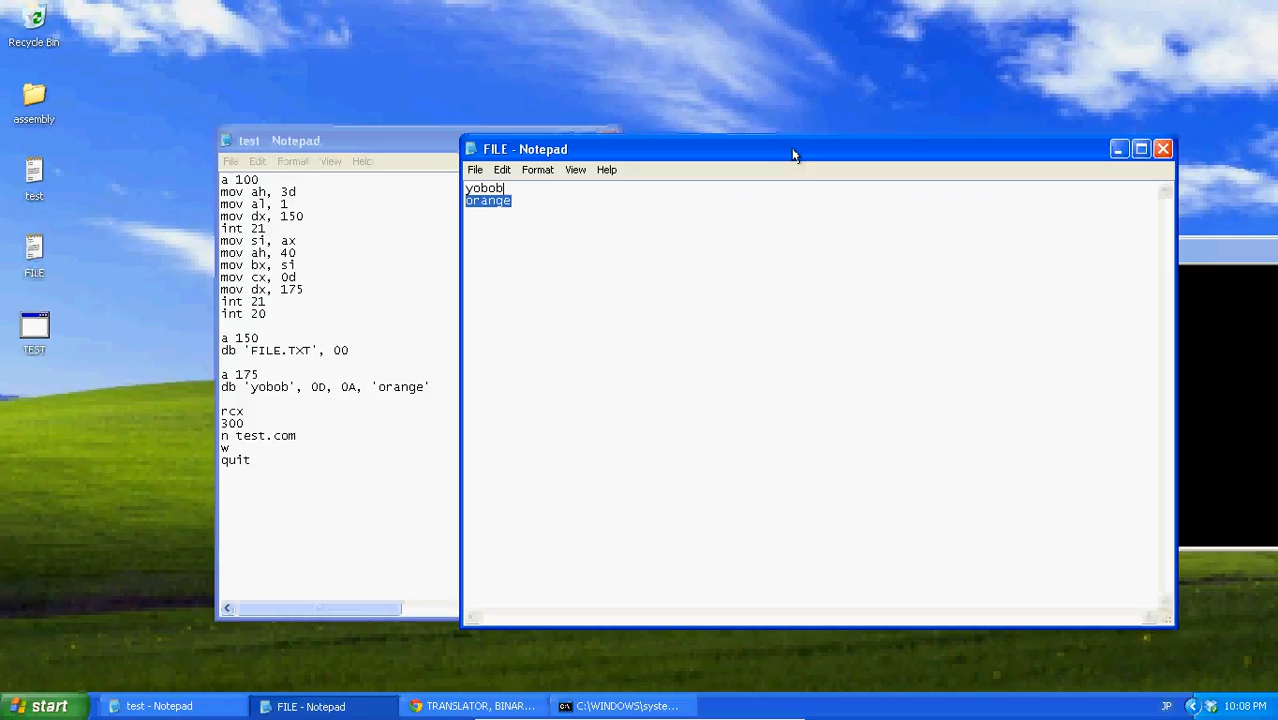 Recycle Bin
assembly
test
FILE
TEST
test Notepad
File Edit Format View Help
a 100
mov ah, 3d
mov al, 1
mov dx, 150
int 21
mov si, ax
mov ah, 40
mov bx, si
mov cx, 0d
mov dx, 175
int 21
int 20
a 150
db 'FILE.TXT', 00
a 175
db 'yobob', 0D, 0A, 'orange'
rcx
300
n test.com
w
quit
FILE - Notepad
File Edit Format View Help
yobob
orange
start
test - Notepad
FILE - Notepad
TRANSLATOR, BINAR...
C:\WINDOWS\syste...
JP
10:08 PM